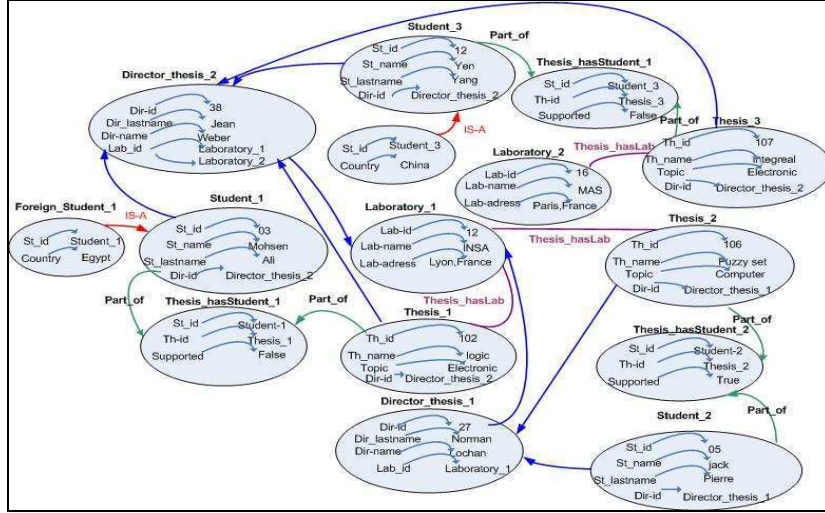 Student_3
St_id 12
St_name Yen
St_lastname Yang
Dir-id Director_thesis_2
Part_of
Thesis_hasStudent_1
St_id Student_3
Th-id Thesis_3
Supported False
Part_of
Director_thesis_2
Dir-id 38
Dir_lastname Jean
Dir-name Weber
Lab_id Laboratory_1
Laboratory_2
IS-A
St_id Student_3
Country China
Thesis_3
Th_id 107
Th_name Integreal
Topic Electronic
Dir-id Director_thesis_2
Thesis_hasLab
Laboratory_2
Lab-id 16
Lab-name MAS
Lab-adress Paris,France
Foreign_Student_1
St_id Student_1
Country Egypt
IS-A
Student_1
St_id 03
St_name Mohsen
St_lastname Ali
Dir-id Director_thesis_2
Laboratory_1
Lab-id 12
Lab-name INSA
Lab-adress Lyon,France
Thesis_hasLab
Thesis_2
Th_id 106
Th_name Fuzzy set
Topic Computer
Dir-id Director_thesis_1
Part_of
Thesis_hasStudent_1
St_id Student-1
Th-id Thesis_1
Supported False
Part_of
Thesis_hasLab
Thesis_1
Th_id 102
Th_name logic
Topic Electronic
Dir-id Director_thesis_2
Part_of
Thesis_hasStudent_2
St_id Student-2
Th-id Thesis_2
Supported True
Part_of
Director_thesis_1
Dir-id 27
Dir_lastname Norman
Dir-name Lochan
Lab_id Laboratory_1
Student_2
St_id 05
St_name jack
St_lastname Pierre
Dir-id Director_thesis_1